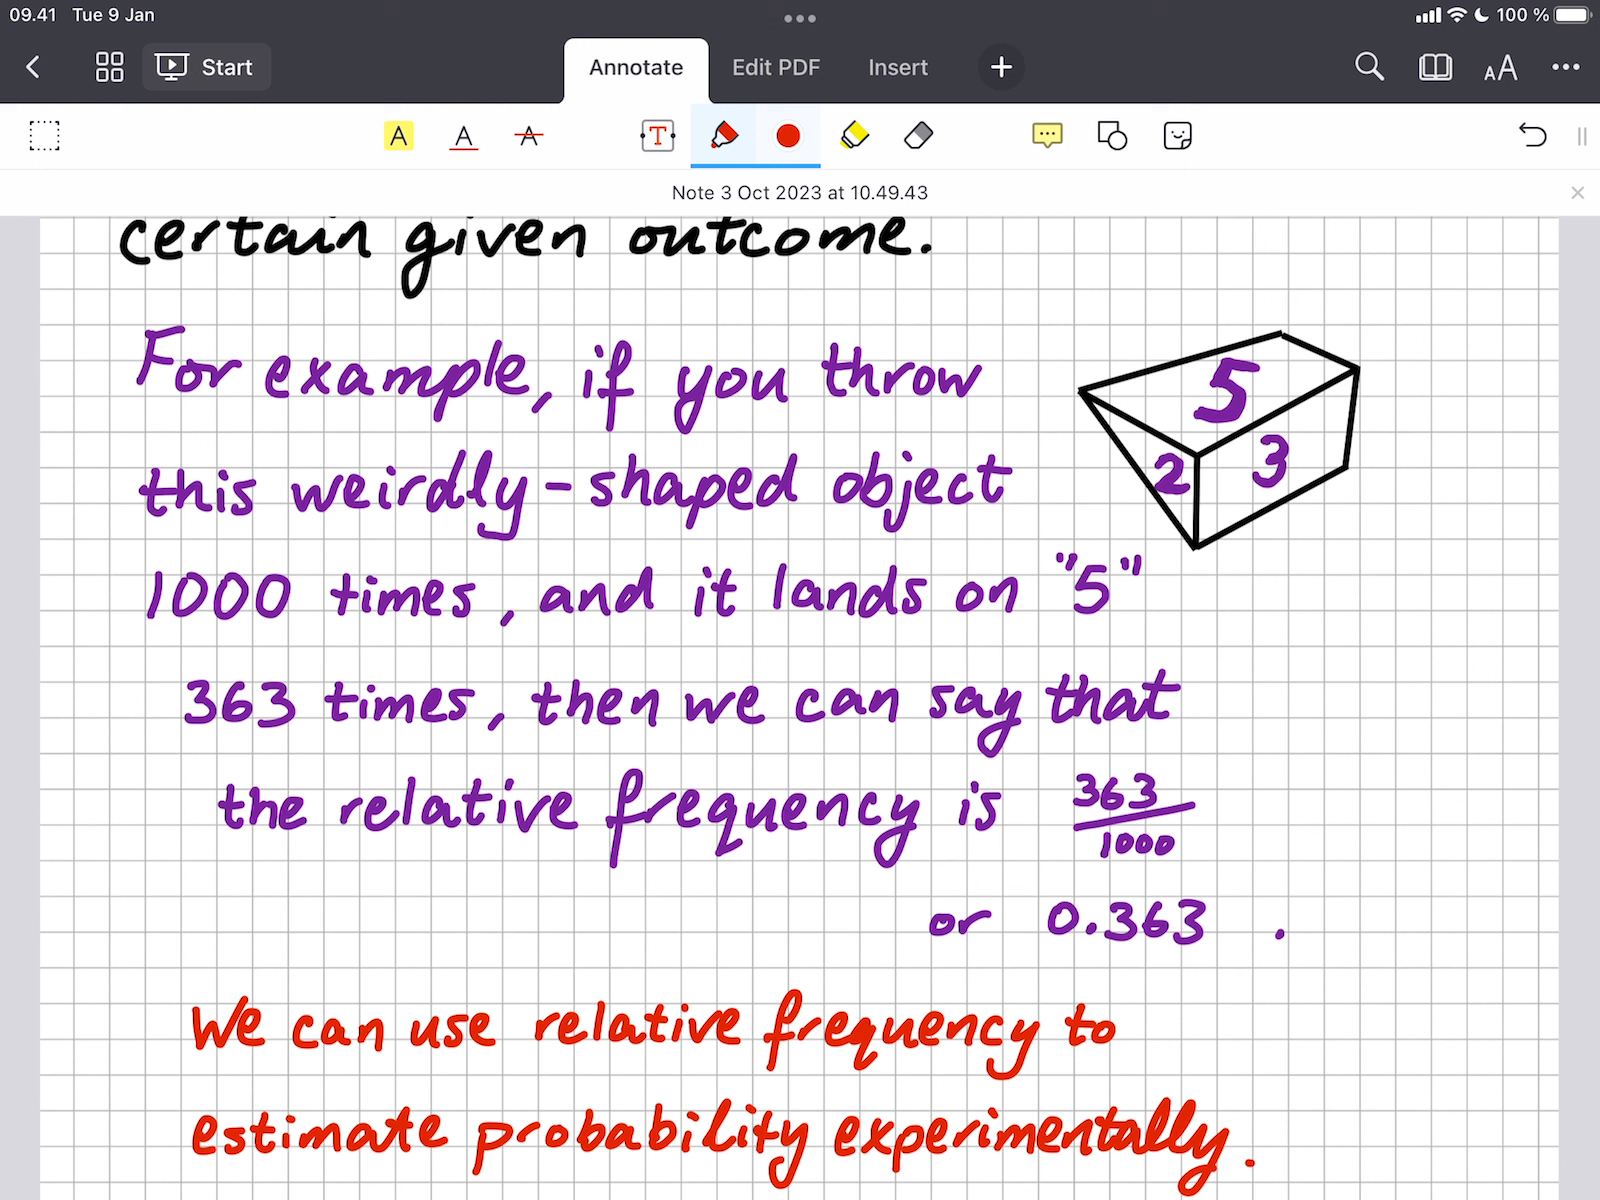 09.41 Tue 9 Jan
100 %
Start
Annotate
Edit PDF
Insert
A A A T
AA
Note 3 Oct 2023 at 10.49.43
certain given outcome.
For example, if you throw
this weirdly-shaped object
1000 times, and it lands on "5"
363 times, then we can say that
the relative frequency is 363/1000
or 0.363 .
5
2 3
We can use relative frequency to
estimate probability experimentally.